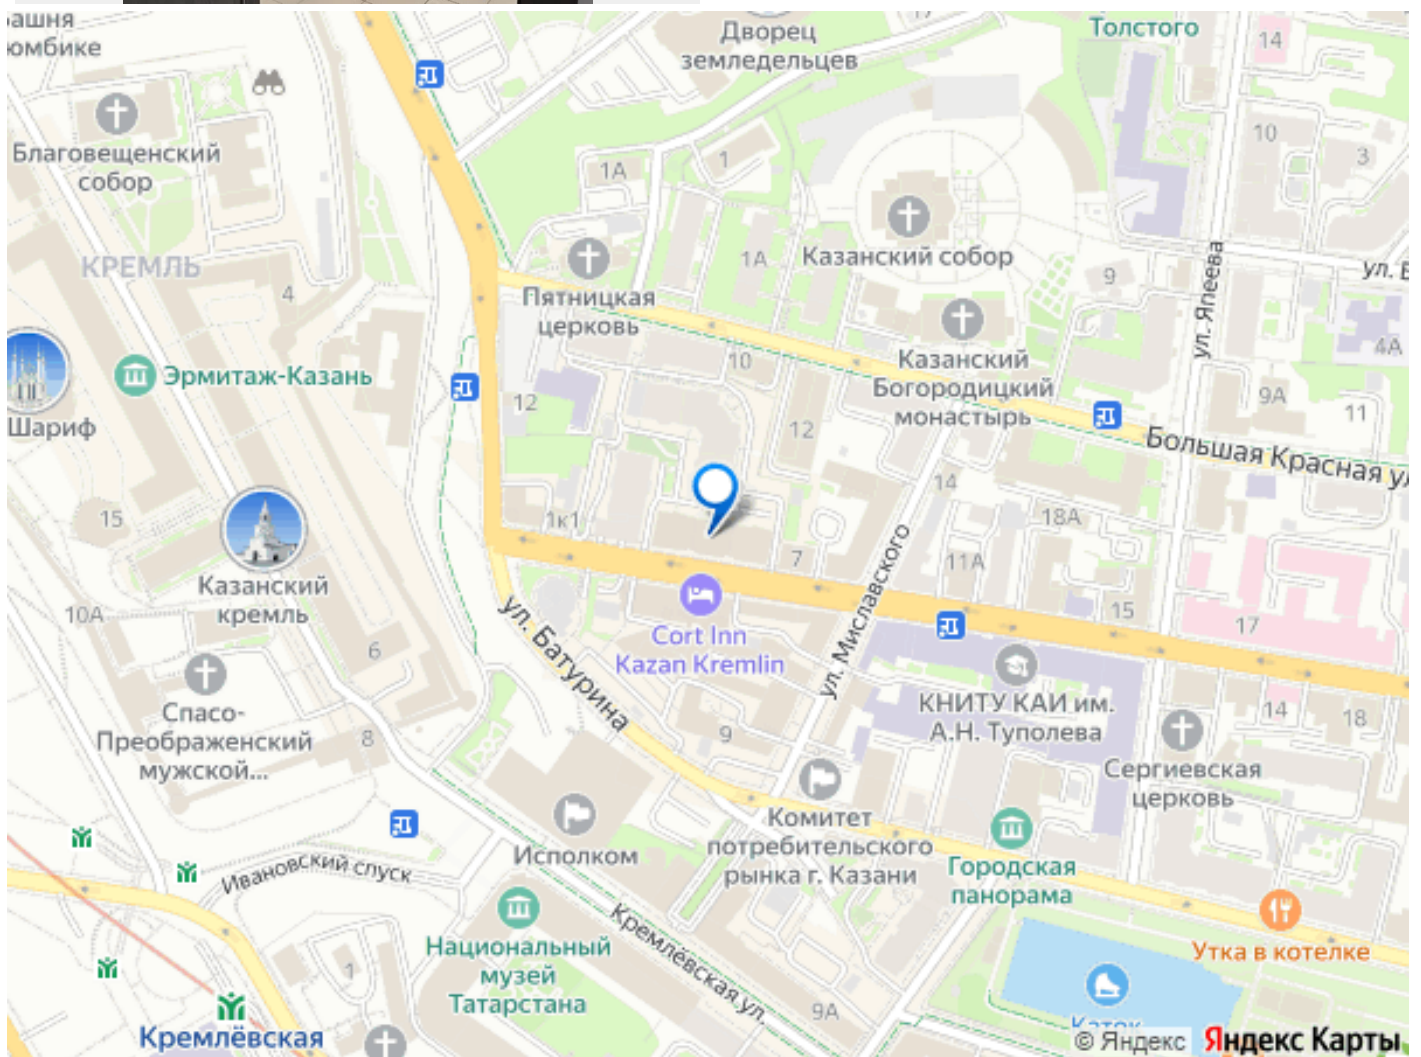 ашня
юмбике
Дворец
земледельцев
17
Толстого
14
Благовещенский
собор
1А
1
10
3
КРЕМЛЬ
4
Пятницкая
церковь
1А
Казанский собор
9
ул. Япеева
ул. Б
4А
Эрмитаж-Казань
Шариф
12
10
12
Казанский
Богородицкий
монастырь
9А
11
Большая Красная ул
15
1к1
7
14
18А
11А
15
17
Казанский
кремль
10А
6
ул. Батурина
Cort Inn
Kazan Kremlin
ул. Миславского
КНИТУ КАИ им.
А.Н. Туполева
14
18
Спасо-
Преображенский
мужской...
8
9
Сергиевская
церковь
Исполком
Комитет
потребительского
рынка г. Казани
Городская
панорама
Ивановский спуск
Национальный
музей
Татарстана
Кремлёвская ул.
Утка в котелке
1
9А
Кремлёвская
Каток
© Яндекс Яндекс Карты